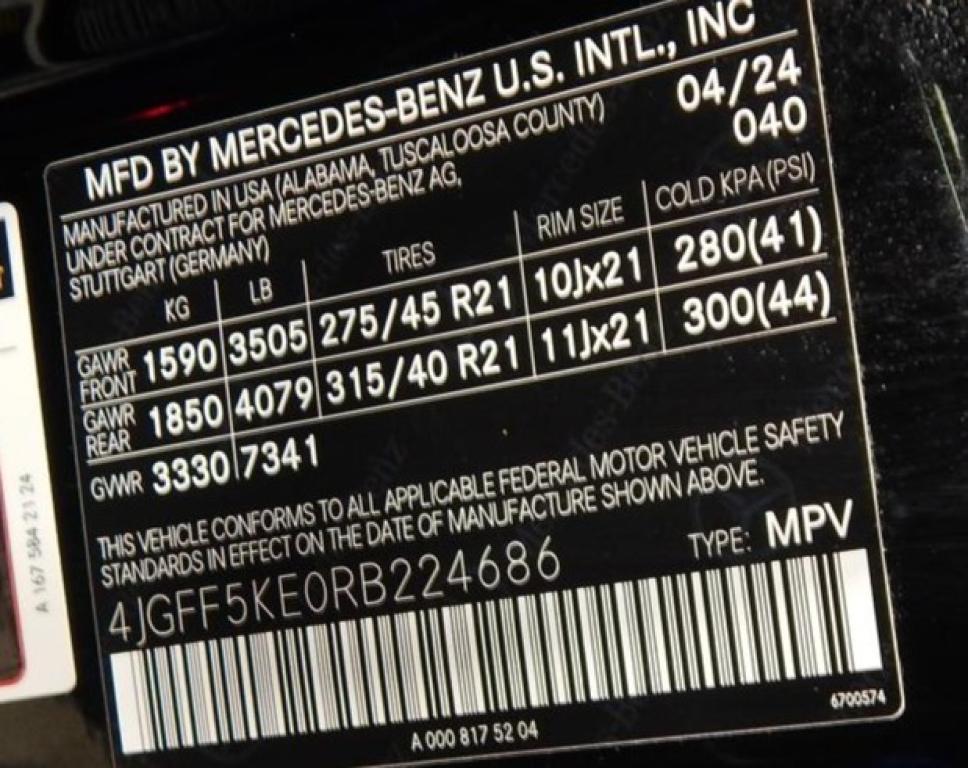 MFD BY MERCEDES-BENZ U.S. INTL., INC
MANUFACTURED IN USA (ALABAMA, TUSCALOOSA COUNTY) 04/24
UNDER CONTRACT FOR MERCEDES-BENZ AG, 040
STUTTGART (GERMANY)
KG LB TIRES RIM SIZE COLD KPA (PSI)
GAWR FRONT 1590 3505 275/45 R21 10Jx21 280(41)
GAWR REAR 1850 4079 315/40 R21 11Jx21 300(44)
GVWR 3330 7341
THIS VEHICLE CONFORMS TO ALL APPLICABLE FEDERAL MOTOR VEHICLE SAFETY
STANDARDS IN EFFECT ON THE DATE OF MANUFACTURE SHOWN ABOVE.
4JGFF5KE0RB224686 TYPE: MPV
A 000 817 52 04 6700574
A 167 584 23 24